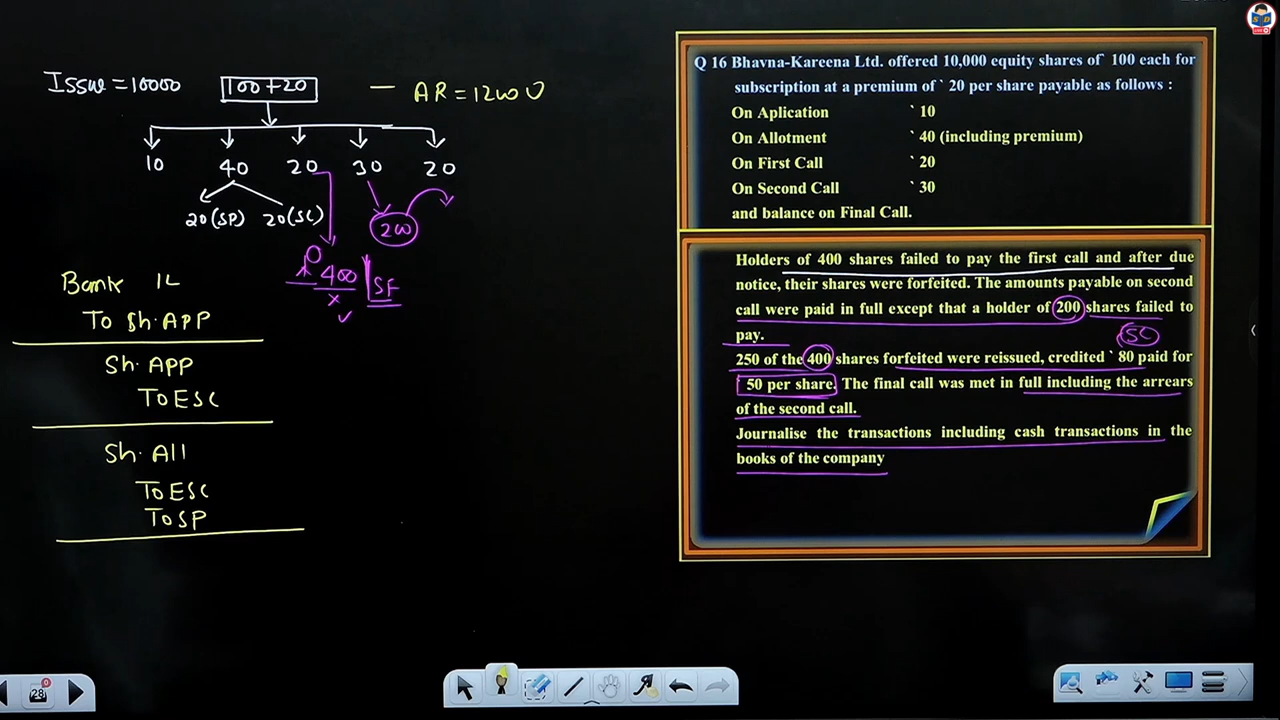 Issue = 10000
100+20
— AR = 12000
10 40 20 30 20
20(SP) 20(SC)
200
400
x
SF
Bank 1L
To Sh. APP
Sh. APP
To ESC
Sh. All
To ESC
To SP
Q 16 Bhavna-Kareena Ltd. offered 10,000 equity shares of ` 100 each for
subscription at a premium of ` 20 per share payable as follows :
On Aplication ` 10
On Allotment ` 40 (including premium)
On First Call ` 20
On Second Call ` 30
and balance on Final Call.
Holders of 400 shares failed to pay the first call and after due
notice, their shares were forfeited. The amounts payable on second
call were paid in full except that a holder of 200 shares failed to
pay.
SC
250 of the 400 shares forfeited were reissued, credited ` 80 paid for
` 50 per share. The final call was met in full including the arrears
of the second call.
Journalise the transactions including cash transactions in the
books of the company
28
0
SD